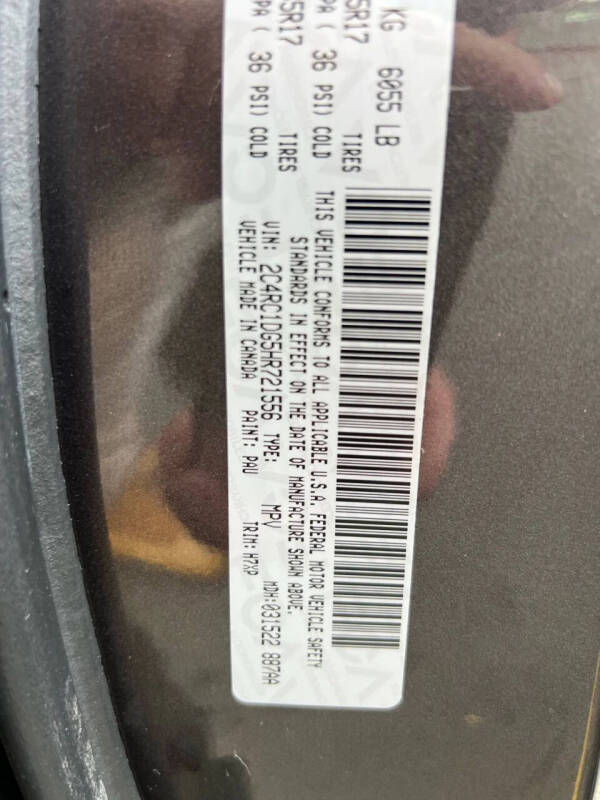 KG 6055 LB
5R17 TIRES
PA ( 36 PSI) COLD
5R17 TIRES
PA ( 36 PSI) COLD
THIS VEHICLE CONFORMS TO ALL APPLICABLE U.S.A. FEDERAL MOTOR VEHICLE SAFETY
STANDARDS IN EFFECT ON THE DATE OF MANUFACTURE SHOWN ABOVE.
VIN: 2C4RC1DG5HR721556 TYPE: MPV MDH:031522 887AA
VEHICLE MADE IN CANADA PAINT: PAU TRIM: H7XP